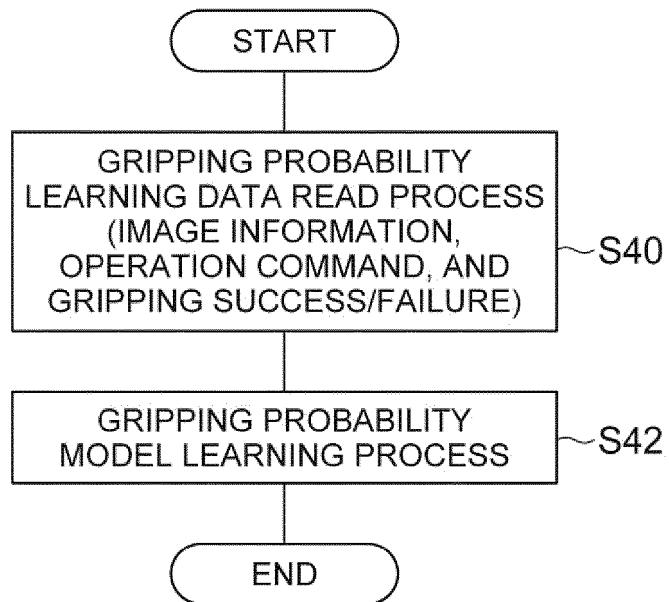 START
GRIPPING PROBABILITY
LEARNING DATA READ PROCESS
(IMAGE INFORMATION,
OPERATION COMMAND, AND
GRIPPING SUCCESS/FAILURE)
S40
GRIPPING PROBABILITY
MODEL LEARNING PROCESS
S42
END